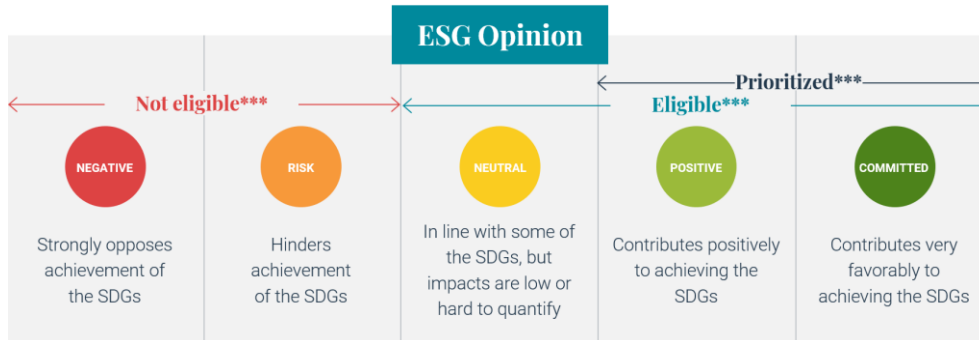 ESG Opinion
Prioritized***
Not eligible***
Eligible***
NEGATIVE
RISK
NEUTRAL
POSITIVE
COMMITTED
Strongly opposes
achievement of
the SDGs
Hinders
achievement
of the SDGs
In line with some of
the SDGs, but
impacts are low or
hard to quantify
Contributes positively
to achieving the
SDGs
Contributes very
favorably to
achieving the SDGs